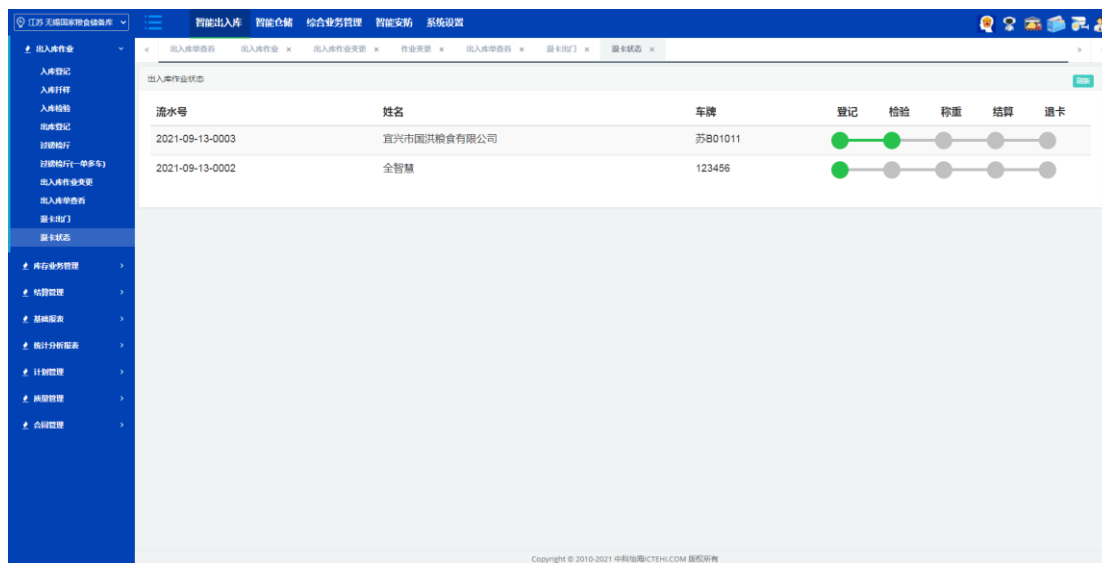 江苏 无锡国家粮食储备库
智能出入库 智能仓储 综合业务管理 智能安防 系统设置
出入库作业
入库登记
入库扦样
入库检验
出库登记
过磅检斤
过磅检斤(一单多车)
出入库作业变更
出入库单查看
退卡出门
退卡状态
库存业务管理
结算管理
基础报表
统计分析报表
计划管理
质量管理
合同管理
« 出入库单查看 出入库作业 × 出入库作业变更 × 作业变更 × 出入库单查看 × 退卡出门 × 退卡状态 × »
出入库作业状态 刷新
流水号 姓名 车牌 登记 检验 称重 结算 退卡
2021-09-13-0003 宜兴市国洪粮食有限公司 苏B01011
2021-09-13-0002 全智慧 123456
Copyright © 2010-2021 中科怡海ICTEHI.COM 版权所有